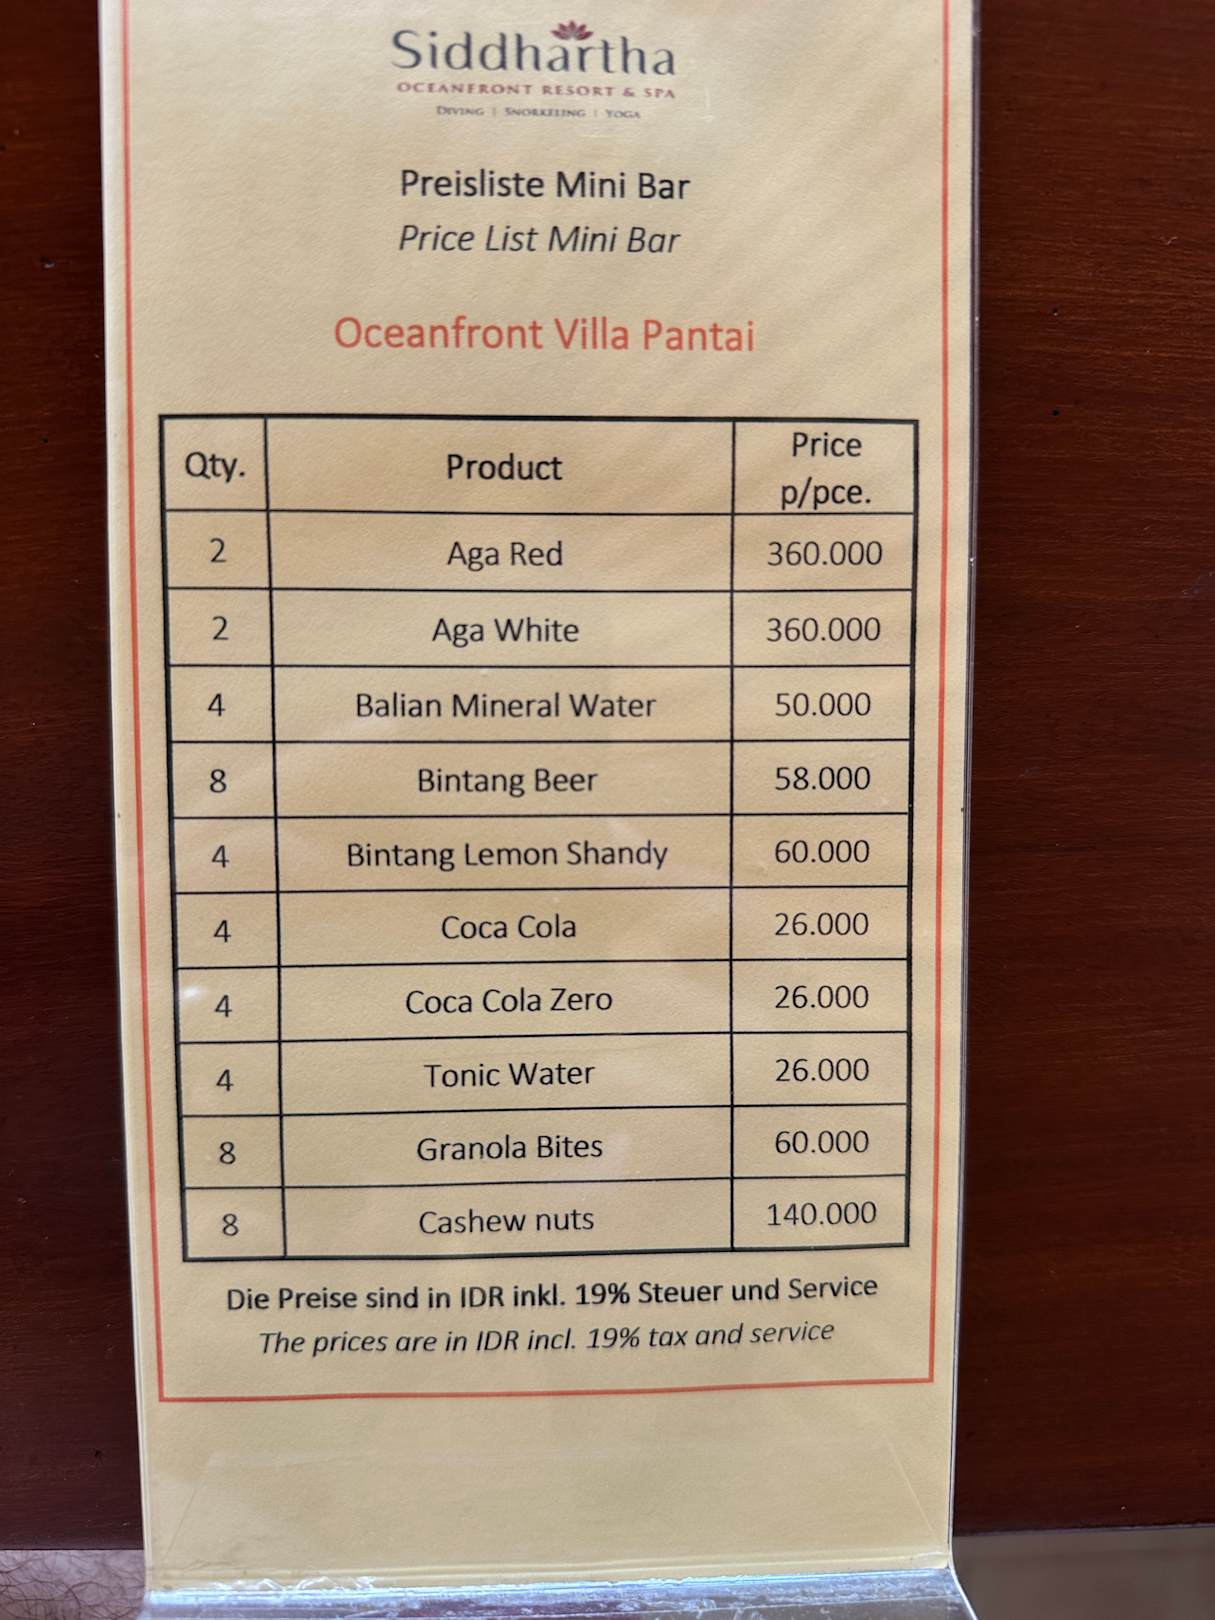 Siddhartha
OCEANFRONT RESORT & SPA
DIVING | SNORKELING | YOGA
Preisliste Mini Bar
Price List Mini Bar
Oceanfront Villa Pantai
Qty. Product Price p/pce.
2 Aga Red 360.000
2 Aga White 360.000
4 Balian Mineral Water 50.000
8 Bintang Beer 58.000
4 Bintang Lemon Shandy 60.000
4 Coca Cola 26.000
4 Coca Cola Zero 26.000
4 Tonic Water 26.000
8 Granola Bites 60.000
8 Cashew nuts 140.000
Die Preise sind in IDR inkl. 19% Steuer und Service
The prices are in IDR incl. 19% tax and service